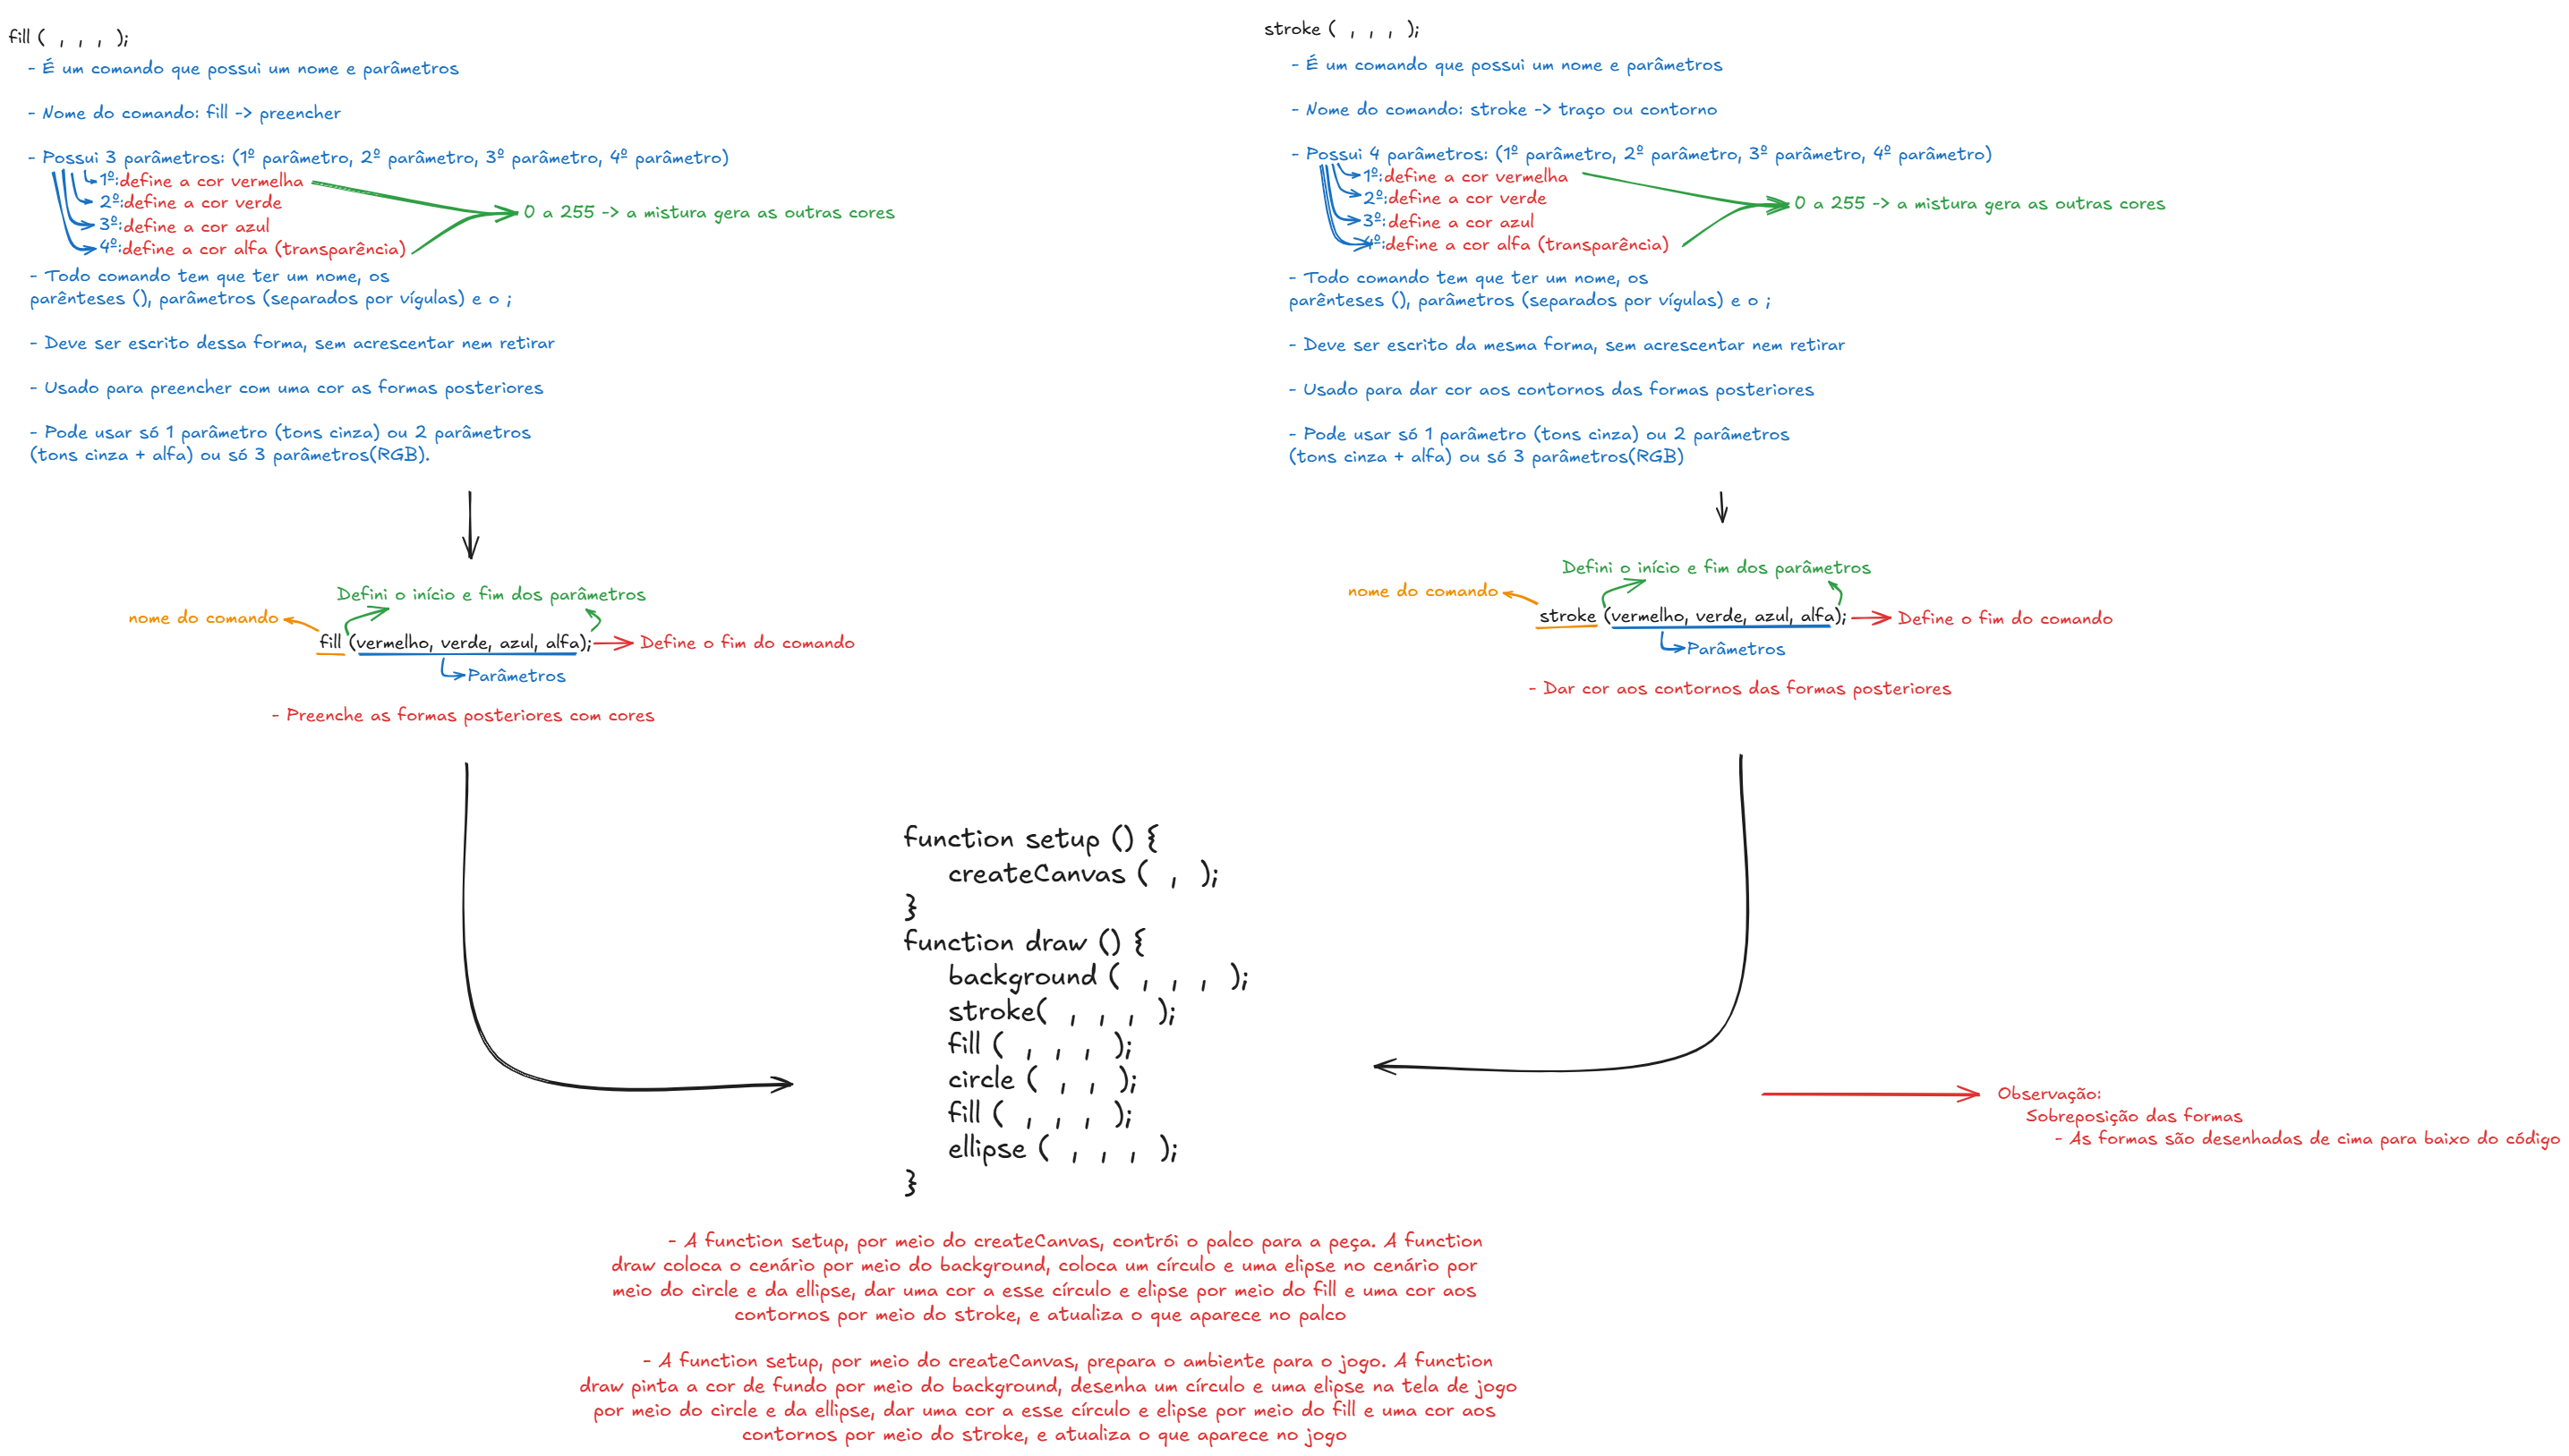 fill (  ,  ,  ,  );
- É um comando que possui um nome e parâmetros
- Nome do comando: fill -> preencher
- Possui 3 parâmetros: (1º parâmetro, 2º parâmetro, 3º parâmetro, 4º parâmetro)
1º:define a cor vermelha
2º:define a cor verde
3º:define a cor azul
4º:define a cor alfa (transparência)
0 a 255 -> a mistura gera as outras cores
- Todo comando tem que ter um nome, os
parênteses (), parâmetros (separados por vígulas) e o ;
- Deve ser escrito dessa forma, sem acrescentar nem retirar
- Usado para preencher com uma cor as formas posteriores
- Pode usar só 1 parâmetro (tons cinza) ou 2 parâmetros
(tons cinza + alfa) ou só 3 parâmetros(RGB).
Defini o início e fim dos parâmetros
nome do comando
fill (vermelho, verde, azul, alfa);
Define o fim do comando
Parâmetros
- Preenche as formas posteriores com cores
stroke (  ,  ,  ,  );
- É um comando que possui um nome e parâmetros
- Nome do comando: stroke -> traço ou contorno
- Possui 4 parâmetros: (1º parâmetro, 2º parâmetro, 3º parâmetro, 4º parâmetro)
1º:define a cor vermelha
2º:define a cor verde
3º:define a cor azul
4º:define a cor alfa (transparência)
0 a 255 -> a mistura gera as outras cores
- Todo comando tem que ter um nome, os
parênteses (), parâmetros (separados por vígulas) e o ;
- Deve ser escrito da mesma forma, sem acrescentar nem retirar
- Usado para dar cor aos contornos das formas posteriores
- Pode usar só 1 parâmetro (tons cinza) ou 2 parâmetros
(tons cinza + alfa) ou só 3 parâmetros(RGB)
Defini o início e fim dos parâmetros
nome do comando
stroke (vermelho, verde, azul, alfa);
Define o fim do comando
Parâmetros
- Dar cor aos contornos das formas posteriores
function setup () {
createCanvas (  ,  );
}
function draw () {
background (  ,  ,  ,  );
stroke(  ,  ,  ,  );
fill (  ,  ,  ,  );
circle (  ,  ,  );
fill (  ,  ,  ,  );
ellipse (  ,  ,  ,  );
}
Observação:
Sobreposição das formas
- As formas são desenhadas de cima para baixo do código
- A function setup, por meio do createCanvas, contrói o palco para a peça. A function
draw coloca o cenário por meio do background, coloca um círculo e uma elipse no cenário por
meio do circle e da ellipse, dar uma cor a esse círculo e elipse por meio do fill e uma cor aos
contornos por meio do stroke, e atualiza o que aparece no palco
- A function setup, por meio do createCanvas, prepara o ambiente para o jogo. A function
draw pinta a cor de fundo por meio do background, desenha um círculo e uma elipse na tela de jogo
por meio do circle e da ellipse, dar uma cor a esse círculo e elipse por meio do fill e uma cor aos
contornos por meio do stroke, e atualiza o que aparece no jogo